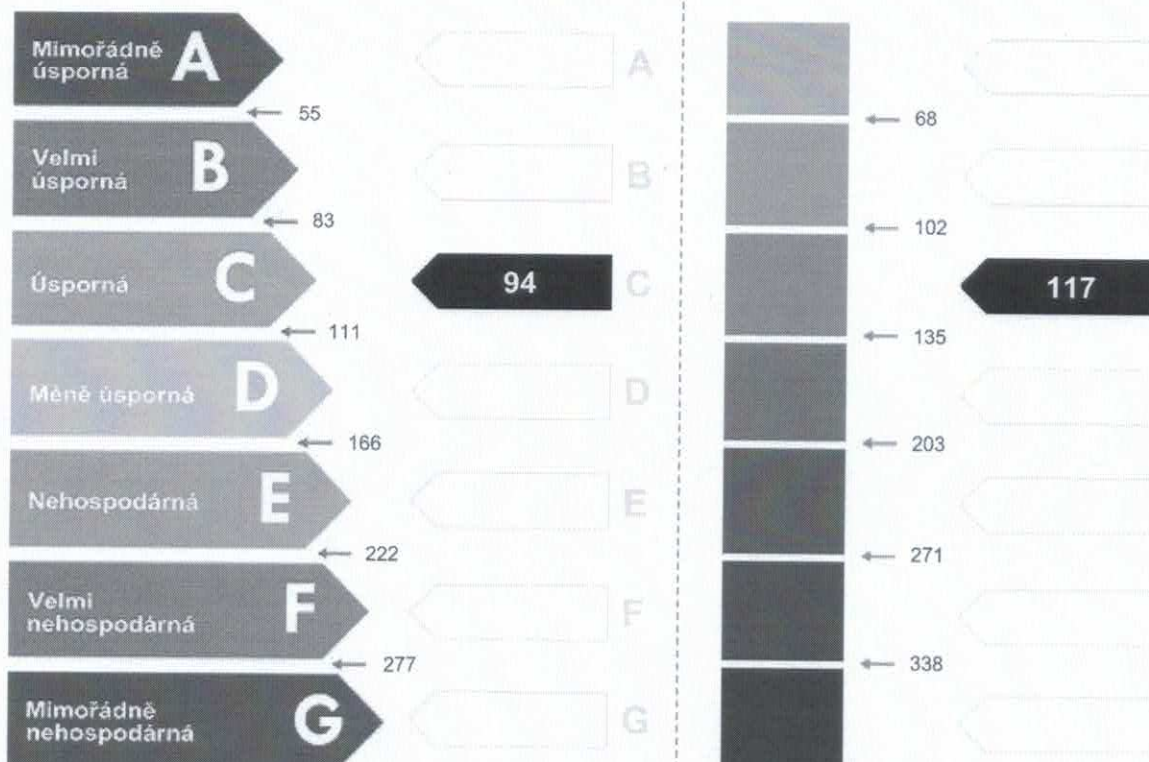 Mimořádně
úsporná
A
A
55
68
Velmi
úsporná
B
B
83
102
Úsporná
C
94
C
117
111
135
Méně úsporná
D
D
166
203
Nehospodárná
E
E
222
271
Velmi
nehospodárná
F
F
277
338
Mimořádně
nehospodárná
G
G